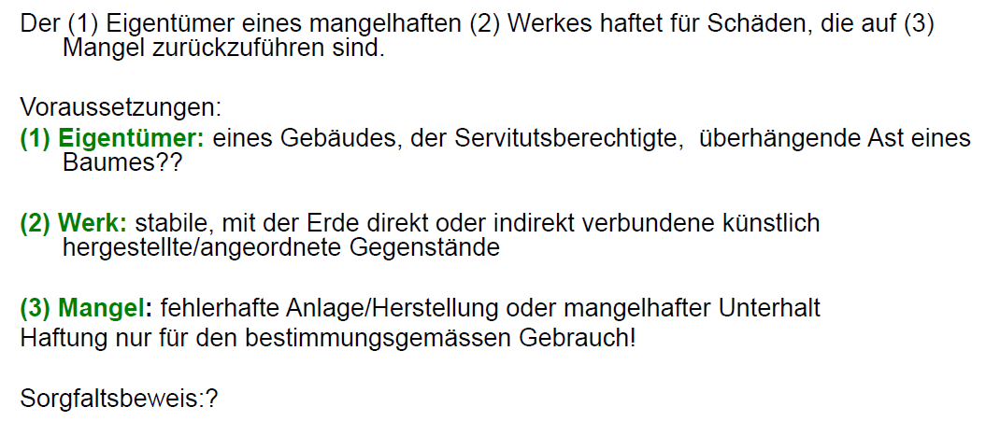 Der (1) Eigentümer eines mangelhaften (2) Werkes haftet für Schäden, die auf (3)
Mangel zurückzuführen sind.
Voraussetzungen:
(1) Eigentümer: eines Gebäudes, der Servitutsberechtigte, überhängende Ast eines
Baumes??
(2) Werk: stabile, mit der Erde direkt oder indirekt verbundene künstlich
hergestellte/angeordnete Gegenstände
(3) Mangel: fehlerhafte Anlage/Herstellung oder mangelhafter Unterhalt
Haftung nur für den bestimmungsgemässen Gebrauch!
Sorgfaltsbeweis:?